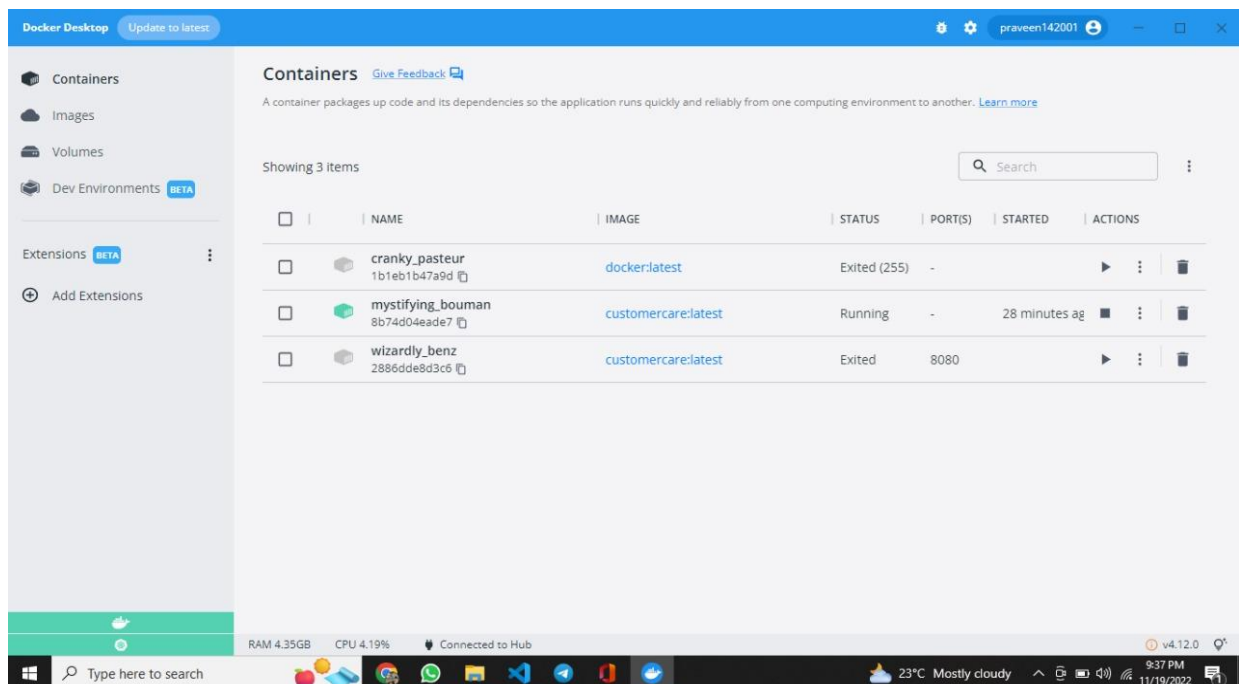 Docker Desktop Update to latest praveen142001
Containers
Images
Volumes
Dev Environments BETA
Extensions BETA
Add Extensions
Containers Give Feedback
A container packages up code and its dependencies so the application runs quickly and reliably from one computing environment to another. Learn more
Showing 3 items Search
NAME IMAGE STATUS PORT(S) STARTED ACTIONS
cranky_pasteur docker:latest Exited (255) -
1b1eb1b47a9d
mystifying_bouman customercare:latest Running - 28 minutes ag
8b74d04eade7
wizardly_benz customercare:latest Exited 8080
2886dde8d3c6
RAM 4.35GB CPU 4.19% Connected to Hub v4.12.0
Type here to search 23°C Mostly cloudy 9:37 PM
11/19/2022 1